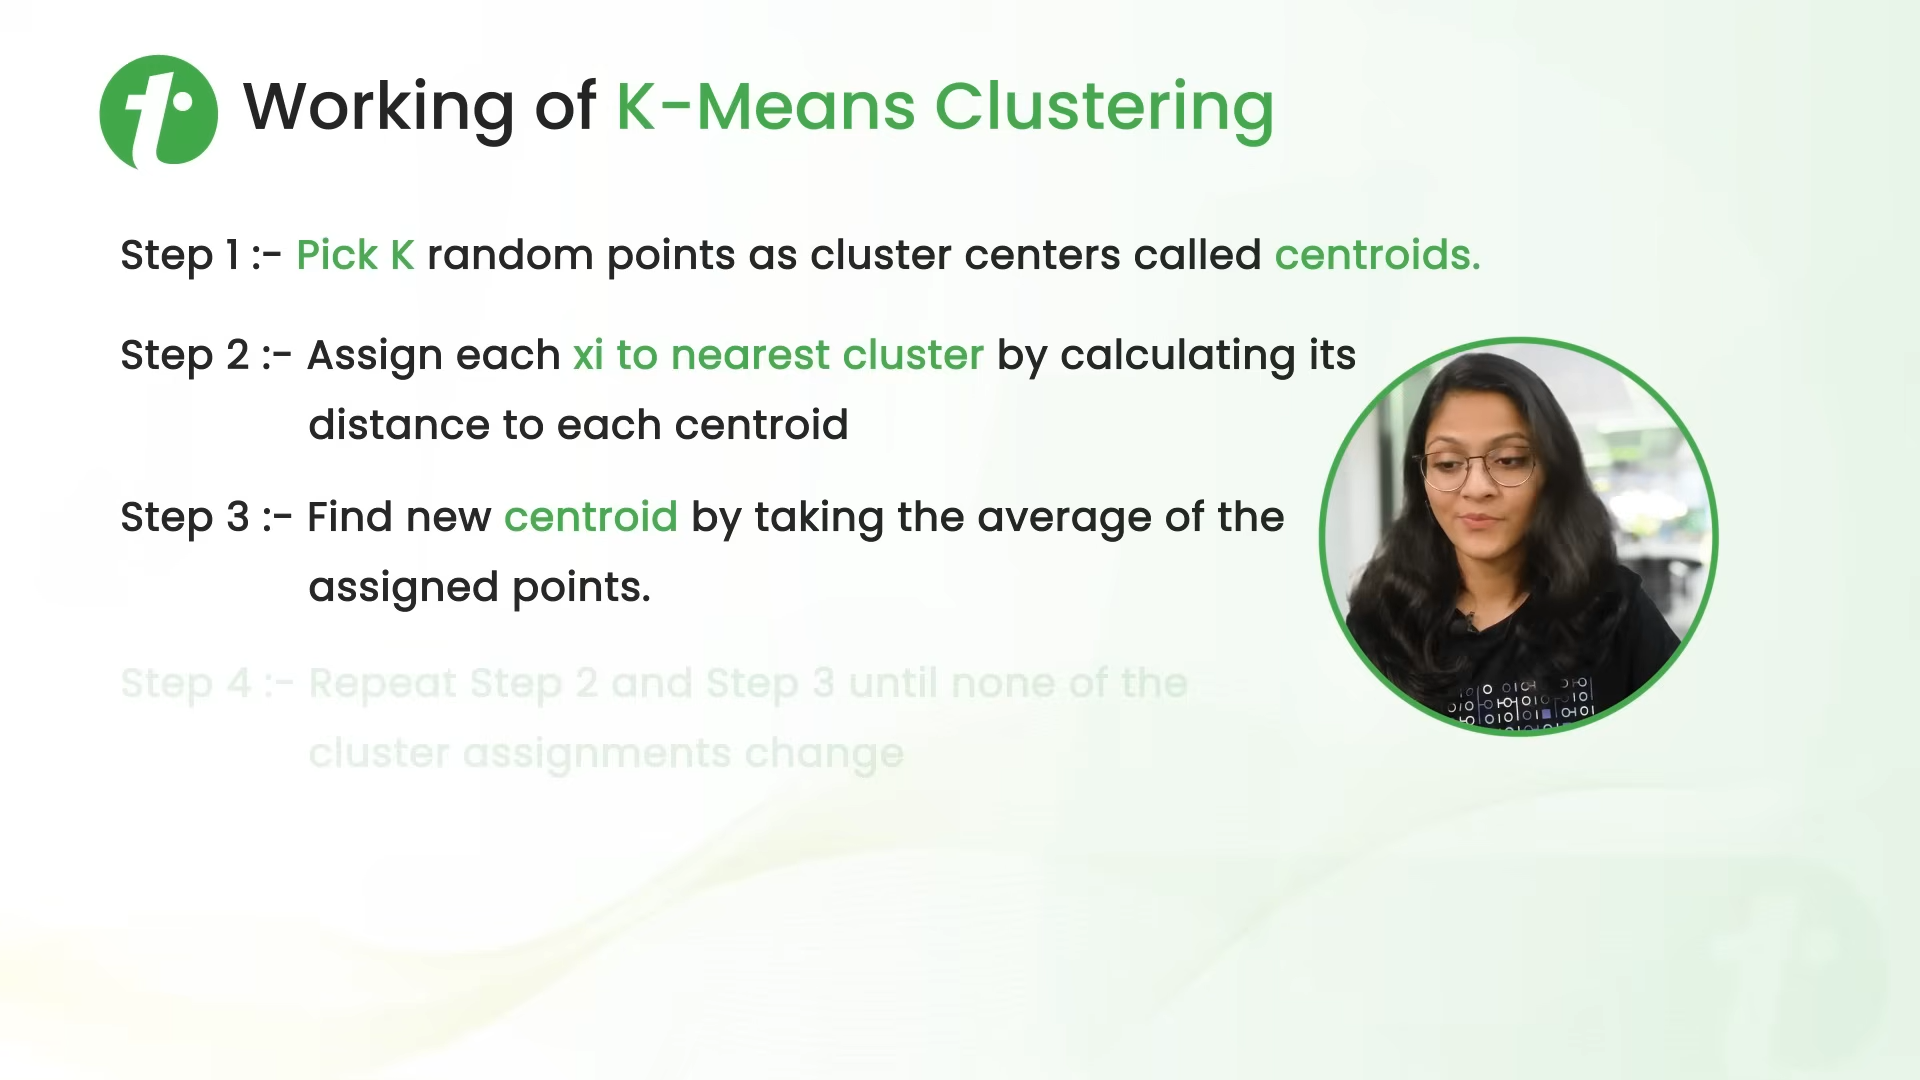 Working of K-Means Clustering
Step 1 :- Pick K random points as cluster centers called centroids.
Step 2 :- Assign each xi to nearest cluster by calculating its
distance to each centroid
Step 3 :- Find new centroid by taking the average of the
assigned points.
Step 4 :- Repeat Step 2 and Step 3 until none of the
cluster assignments change